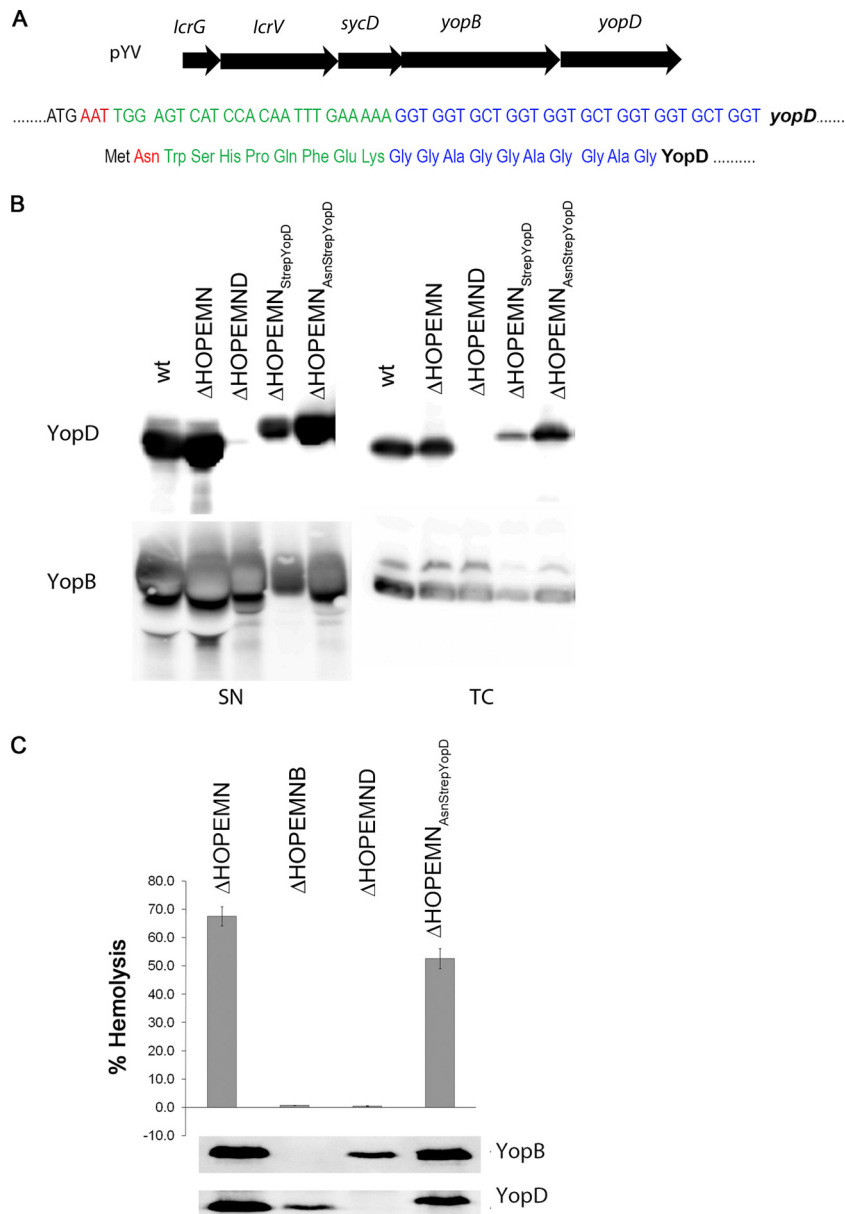 A
lcrG lcrV sycD yopB yopD
pYV
........ATG AAT TGG AGT CAT CCA CAA TTT GAA AAA GGT GGT GCT GGT GGT GCT GGT GGT GCT GGT yopD.......
Met Asn Trp Ser His Pro Gln Phe Glu Lys Gly Gly Ala Gly Gly Ala Gly Gly Ala Gly YopD ..........
B
wt ΔHOPEMN ΔHOPEMND ΔHOPEMNStrepYopD ΔHOPEMNAsnStrepYopD
wt ΔHOPEMN ΔHOPEMND ΔHOPEMNStrepYopD ΔHOPEMNAsnStrepYopD
YopD
YopB
SN TC
C
ΔHOPEMN ΔHOPEMNB ΔHOPEMND ΔHOPEMNAsnStrepYopD
% Hemolysis
80.0
70.0
60.0
50.0
40.0
30.0
20.0
10.0
0.0
-10.0
YopB
YopD